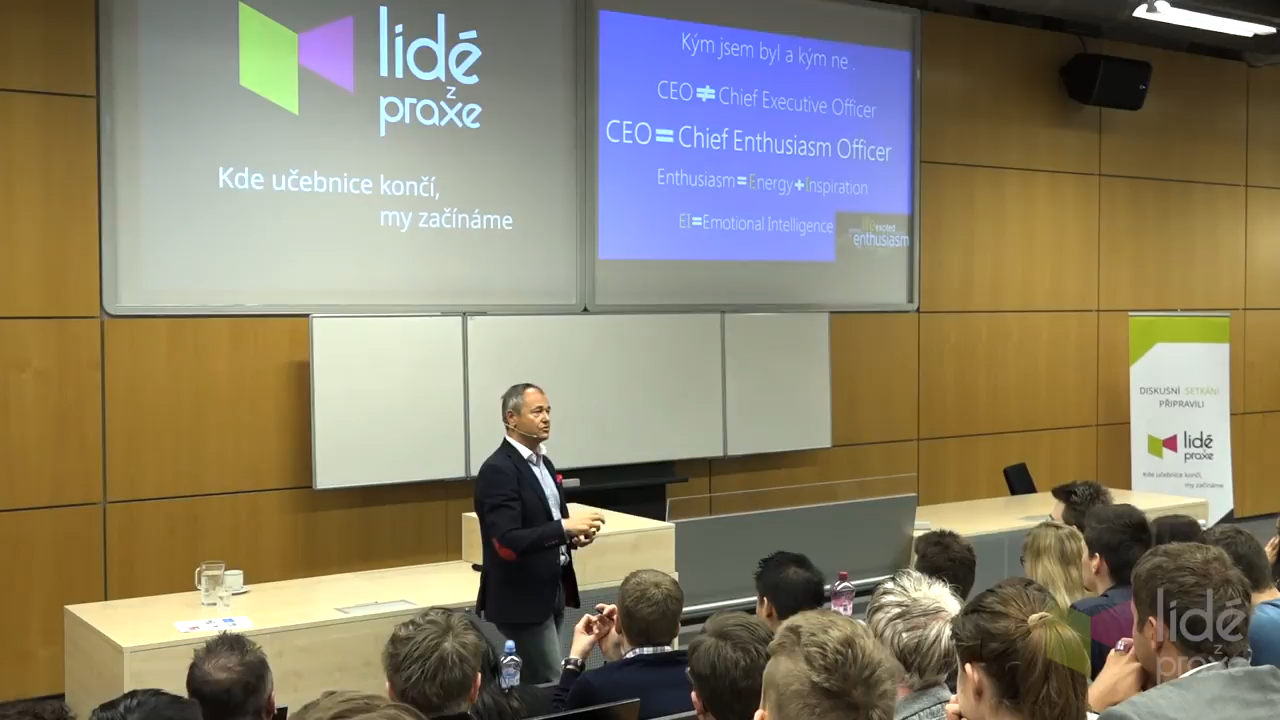 lidé
z
praxe
Kde učebnice končí,
my začínáme
Kým jsem byl a kým ne .
CEO ≠ Chief Executive Officer
CEO = Chief Enthusiasm Officer
Enthusiasm = Energy + Inspiration
EI = Emotional Intelligence
excited
enthusiasm
DISKUSNÍ SETKÁNÍ
PŘIPRAVILI
lidé
z
praxe
Kde učebnice končí,
my začínáme
lidé
z
praxe